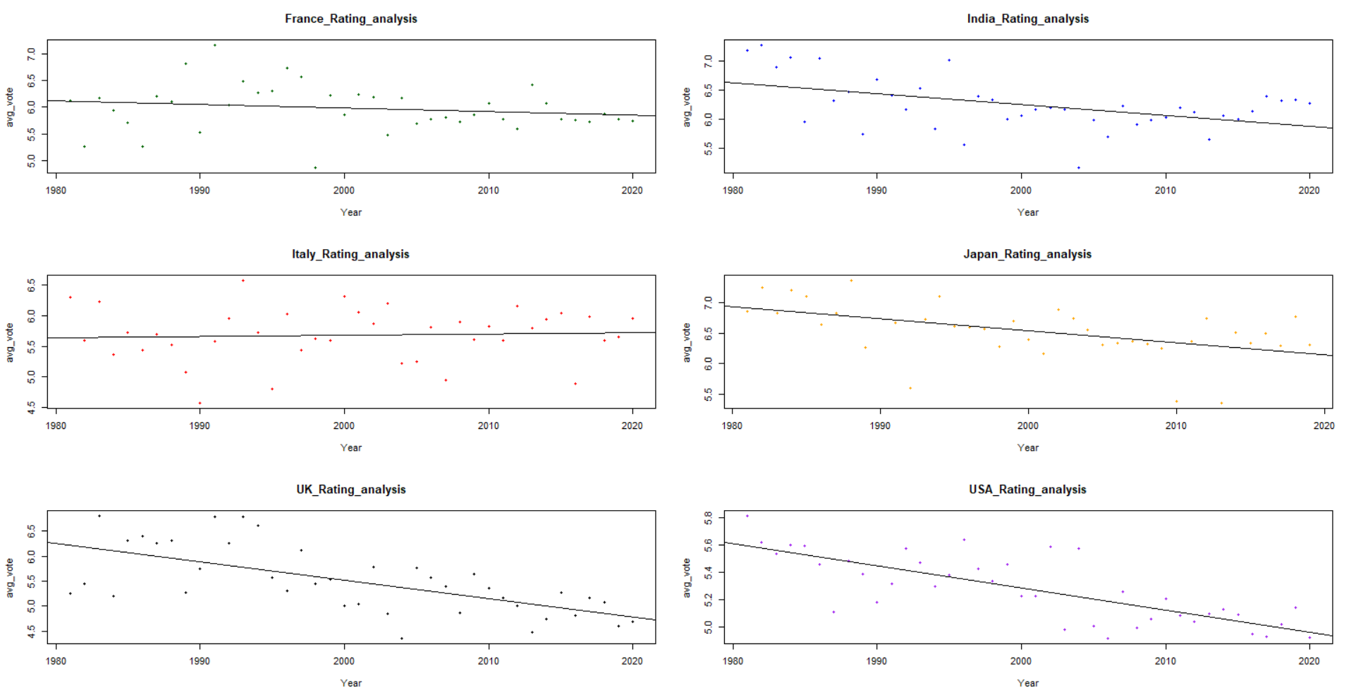 France_Rating_analysis
avg_vote
7.0
6.5
6.0
5.5
5.0
1980 1990 2000 2010 2020
Year
India_Rating_analysis
avg_vote
7.0
6.5
6.0
5.5
1980 1990 2000 2010 2020
Year
Italy_Rating_analysis
avg_vote
6.5
6.0
5.5
5.0
4.5
1980 1990 2000 2010 2020
Year
Japan_Rating_analysis
avg_vote
7.0
6.5
6.0
5.5
1980 1990 2000 2010 2020
Year
UK_Rating_analysis
avg_vote
6.5
6.0
5.5
5.0
4.5
1980 1990 2000 2010 2020
Year
USA_Rating_analysis
avg_vote
5.8
5.6
5.4
5.2
5.0
1980 1990 2000 2010 2020
Year